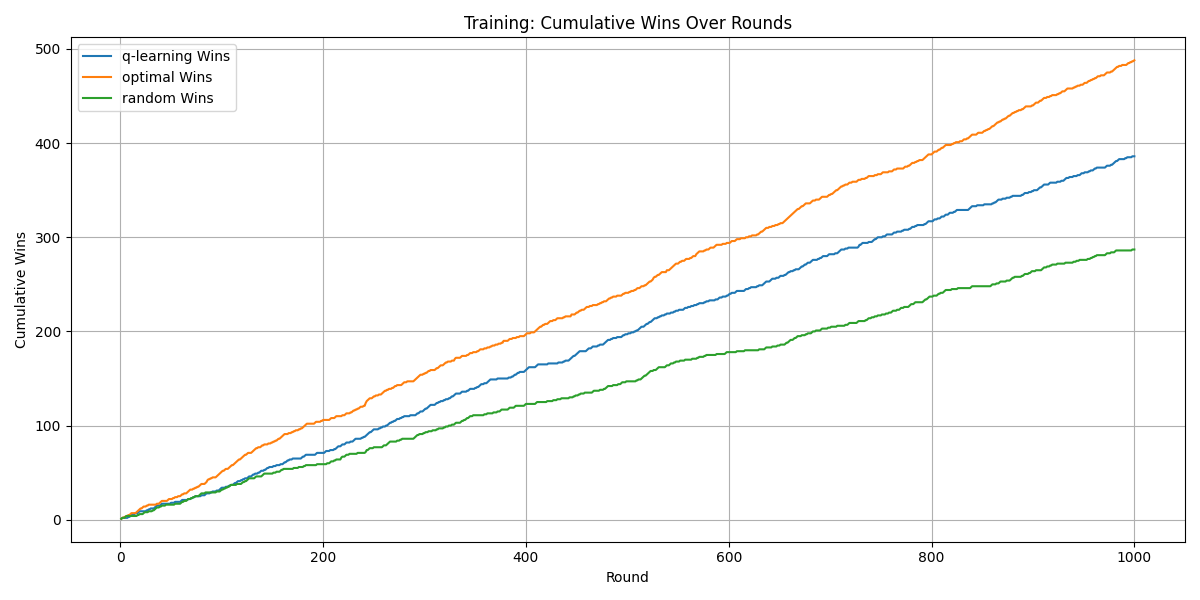 Training: Cumulative Wins Over Rounds
q-learning Wins
optimal Wins
random Wins
Cumulative Wins
500
400
300
200
100
0
0 200 400 600 800 1000
Round